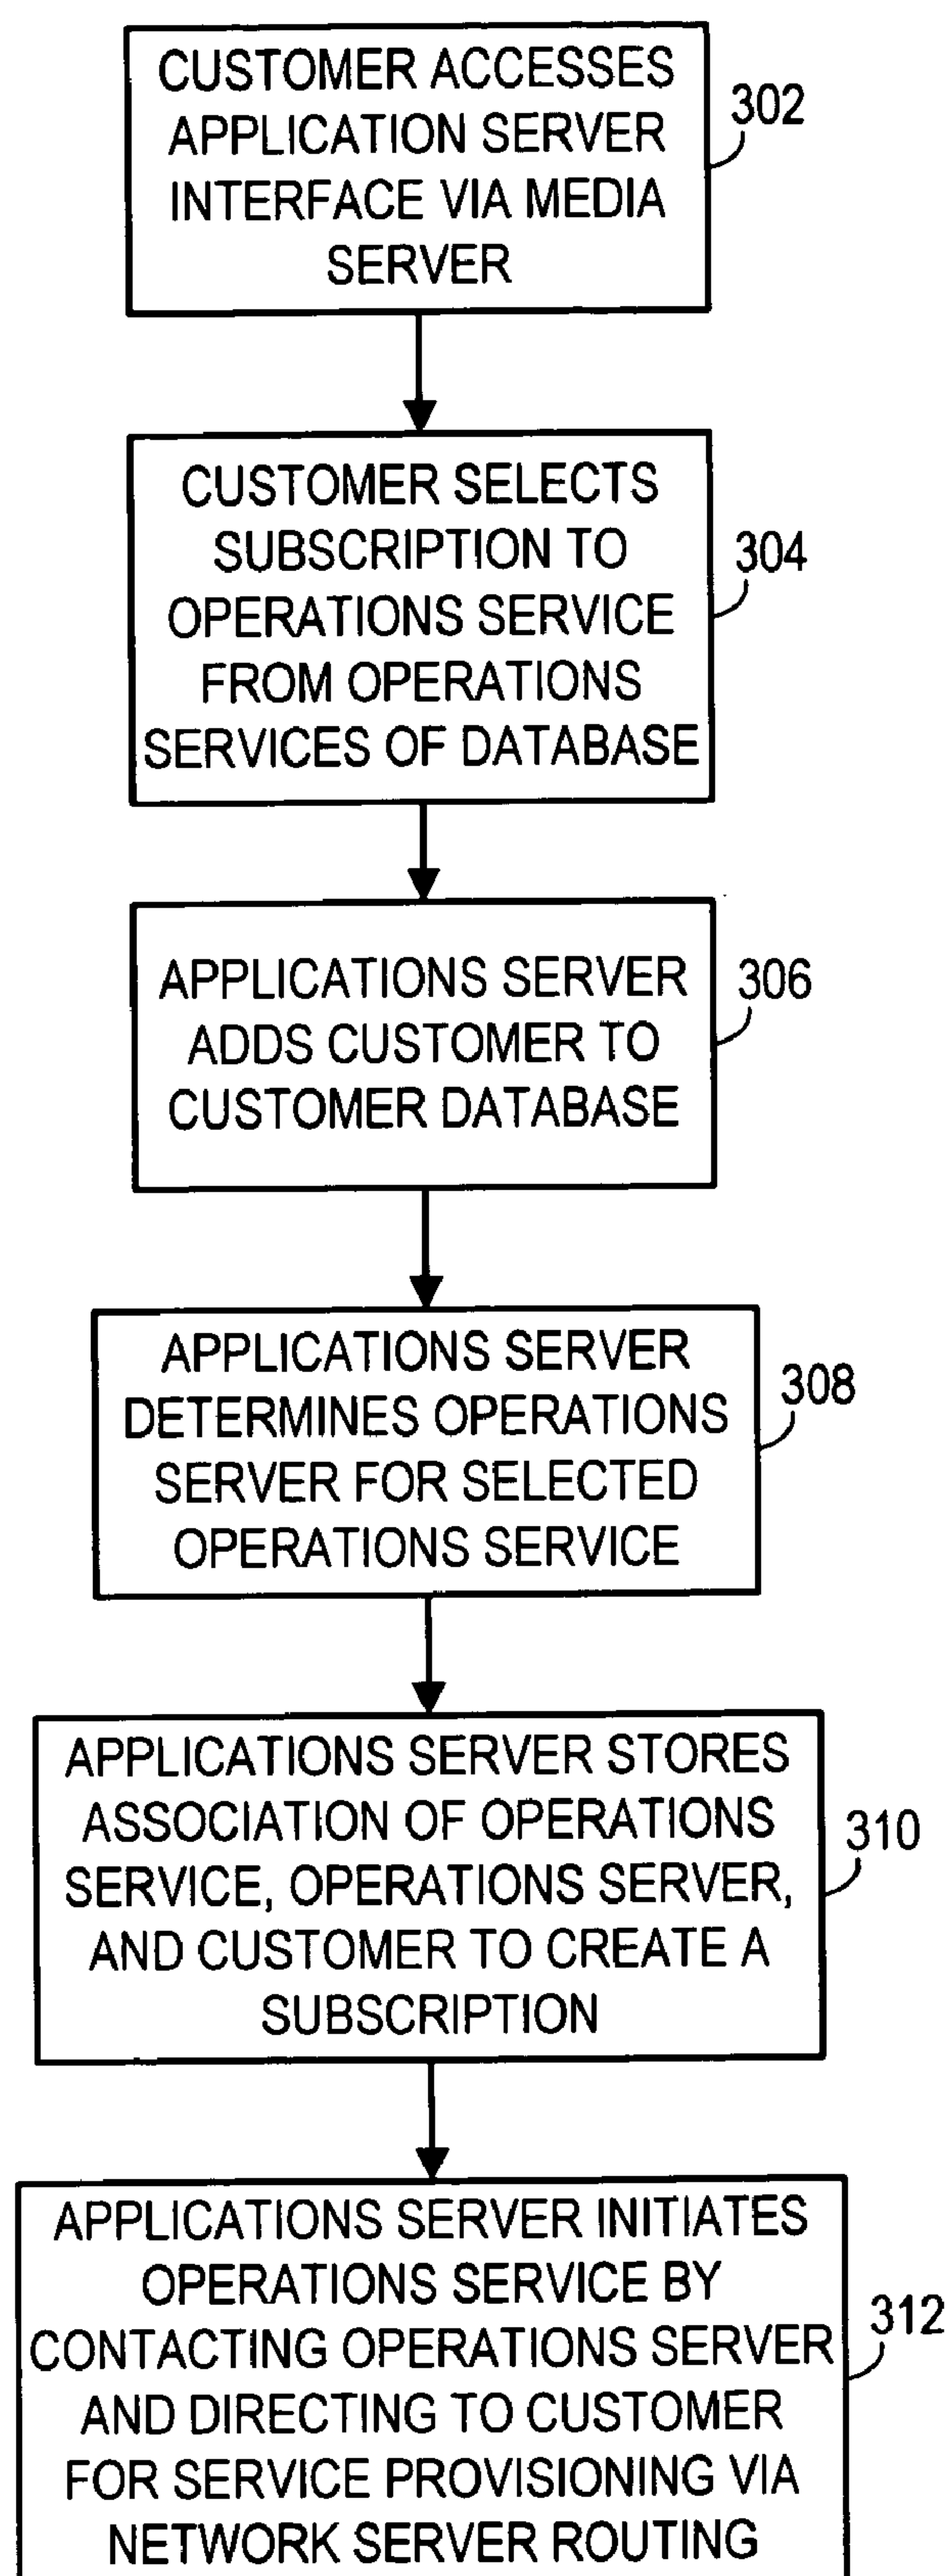 CUSTOMER ACCESSES
APPLICATION SERVER
INTERFACE VIA MEDIA
SERVER
302
CUSTOMER SELECTS
SUBSCRIPTION TO
OPERATIONS SERVICE
FROM OPERATIONS
SERVICES OF DATABASE
304
APPLICATIONS SERVER
ADDS CUSTOMER TO
CUSTOMER DATABASE
306
APPLICATIONS SERVER
DETERMINES OPERATIONS
SERVER FOR SELECTED
OPERATIONS SERVICE
308
APPLICATIONS SERVER STORES
ASSOCIATION OF OPERATIONS
SERVICE, OPERATIONS SERVER,
AND CUSTOMER TO CREATE A
SUBSCRIPTION
310
APPLICATIONS SERVER INITIATES
OPERATIONS SERVICE BY
CONTACTING OPERATIONS SERVER
AND DIRECTING TO CUSTOMER
FOR SERVICE PROVISIONING VIA
NETWORK SERVER ROUTING
312